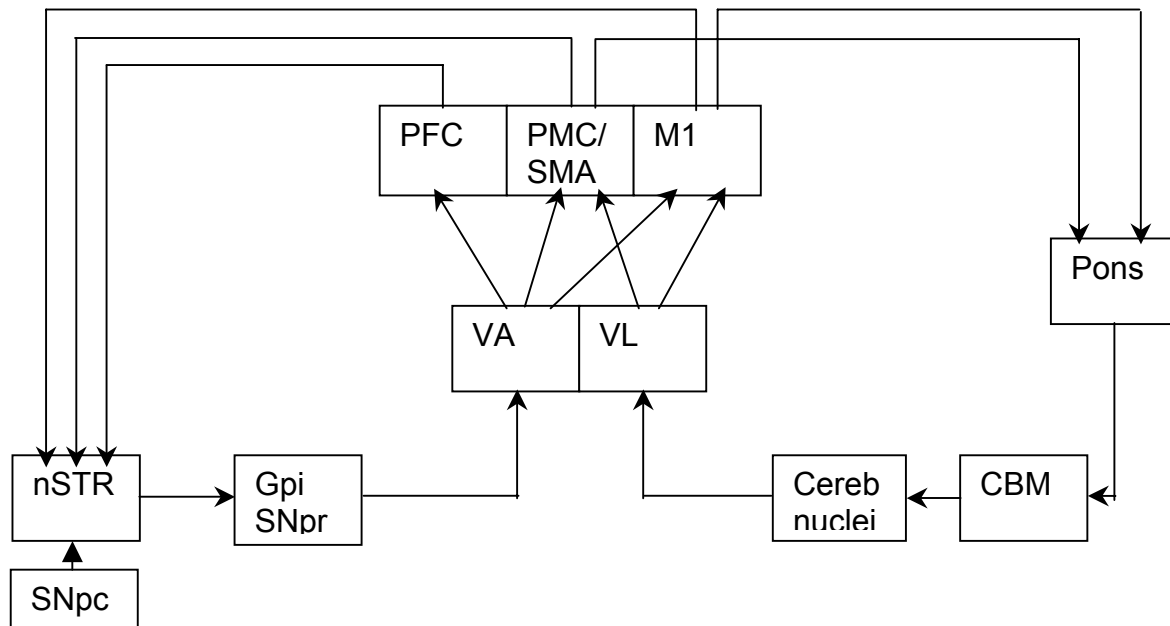 PFC
PMC/
SMA
M1
Pons
VA
VL
nSTR
Gpi
SNpr
Cereb
nuclei
CBM
SNpc